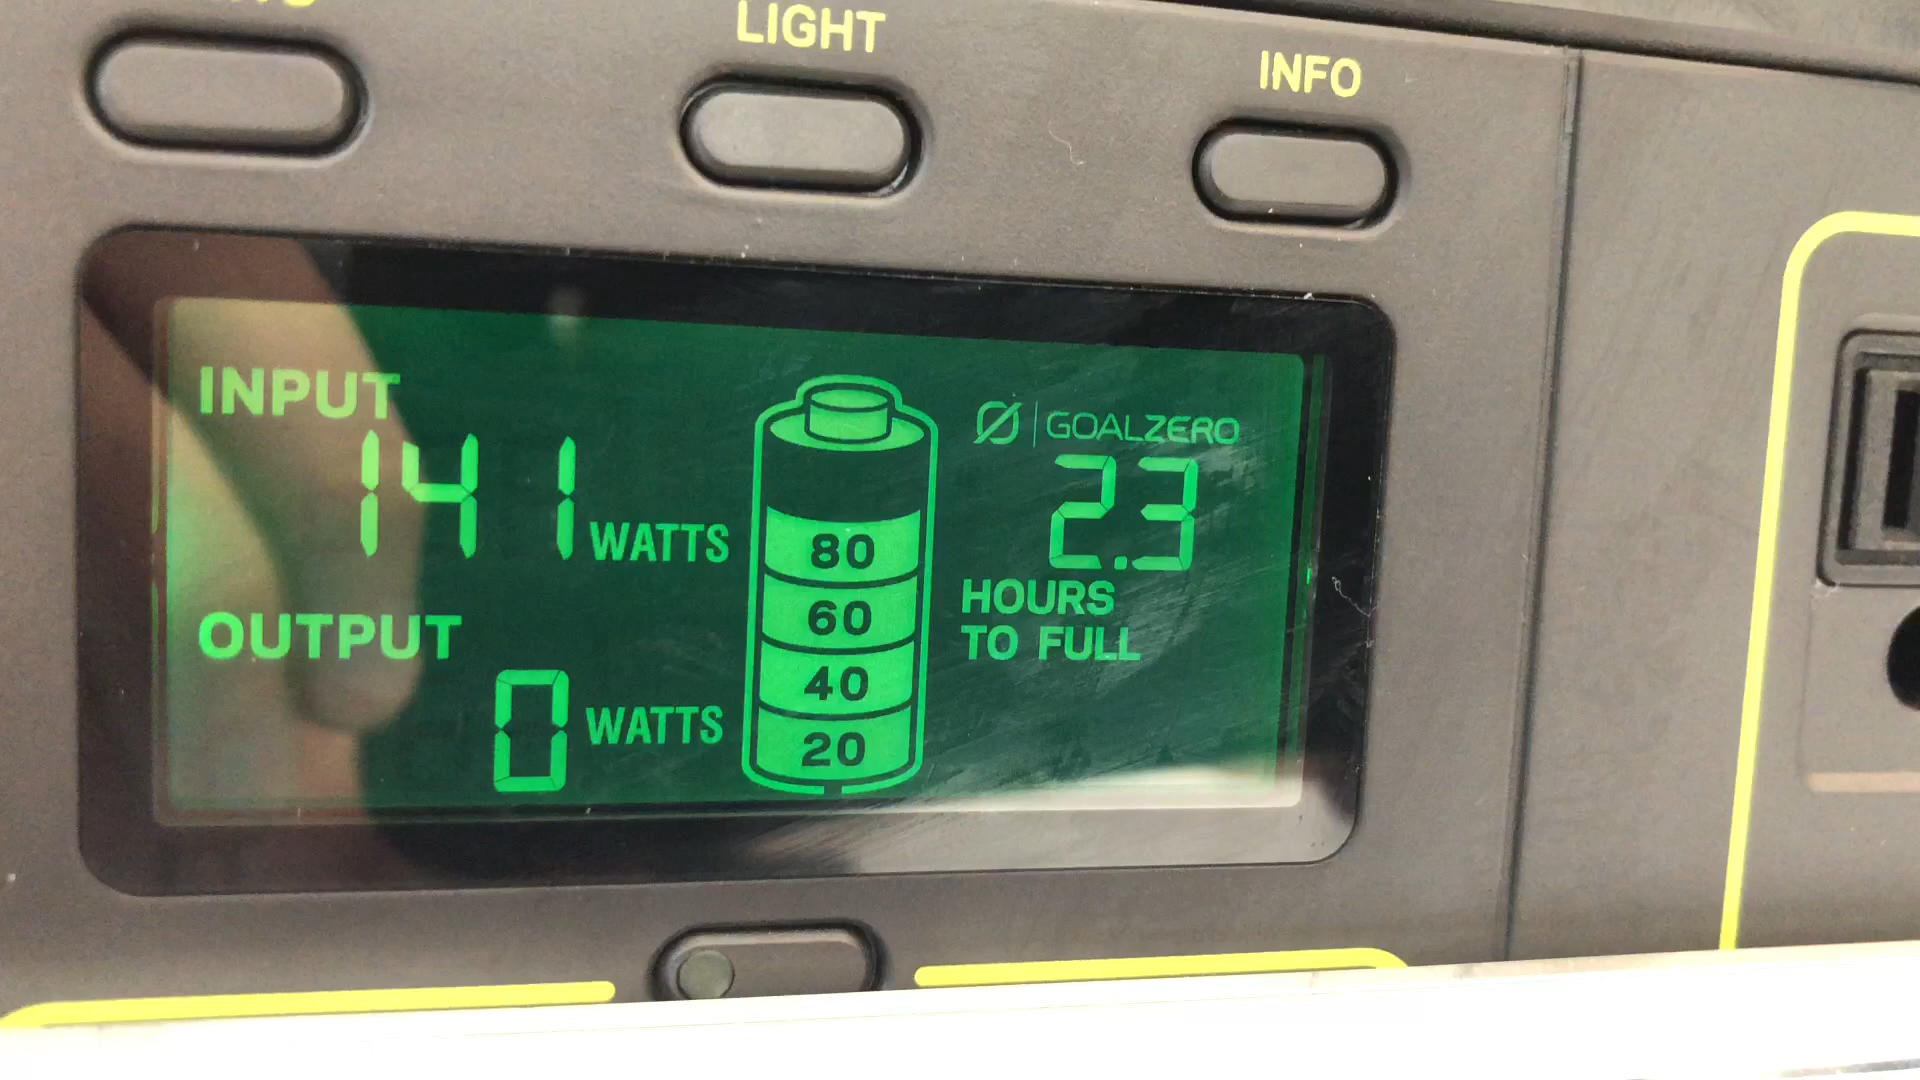 LIGHT
INFO
INPUT
141 WATTS
OUTPUT
0 WATTS
80
60
40
20
GOALZERO
2.3
HOURS
TO FULL